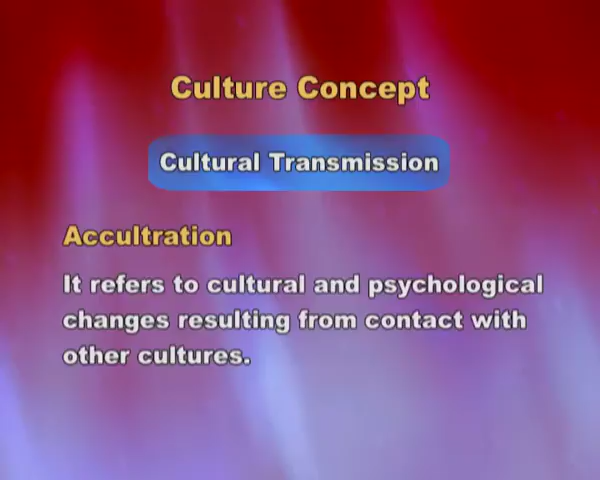 Culture Concept
Cultural Transmission
Accultration
It refers to cultural and psychological
changes resulting from contact with
other cultures.